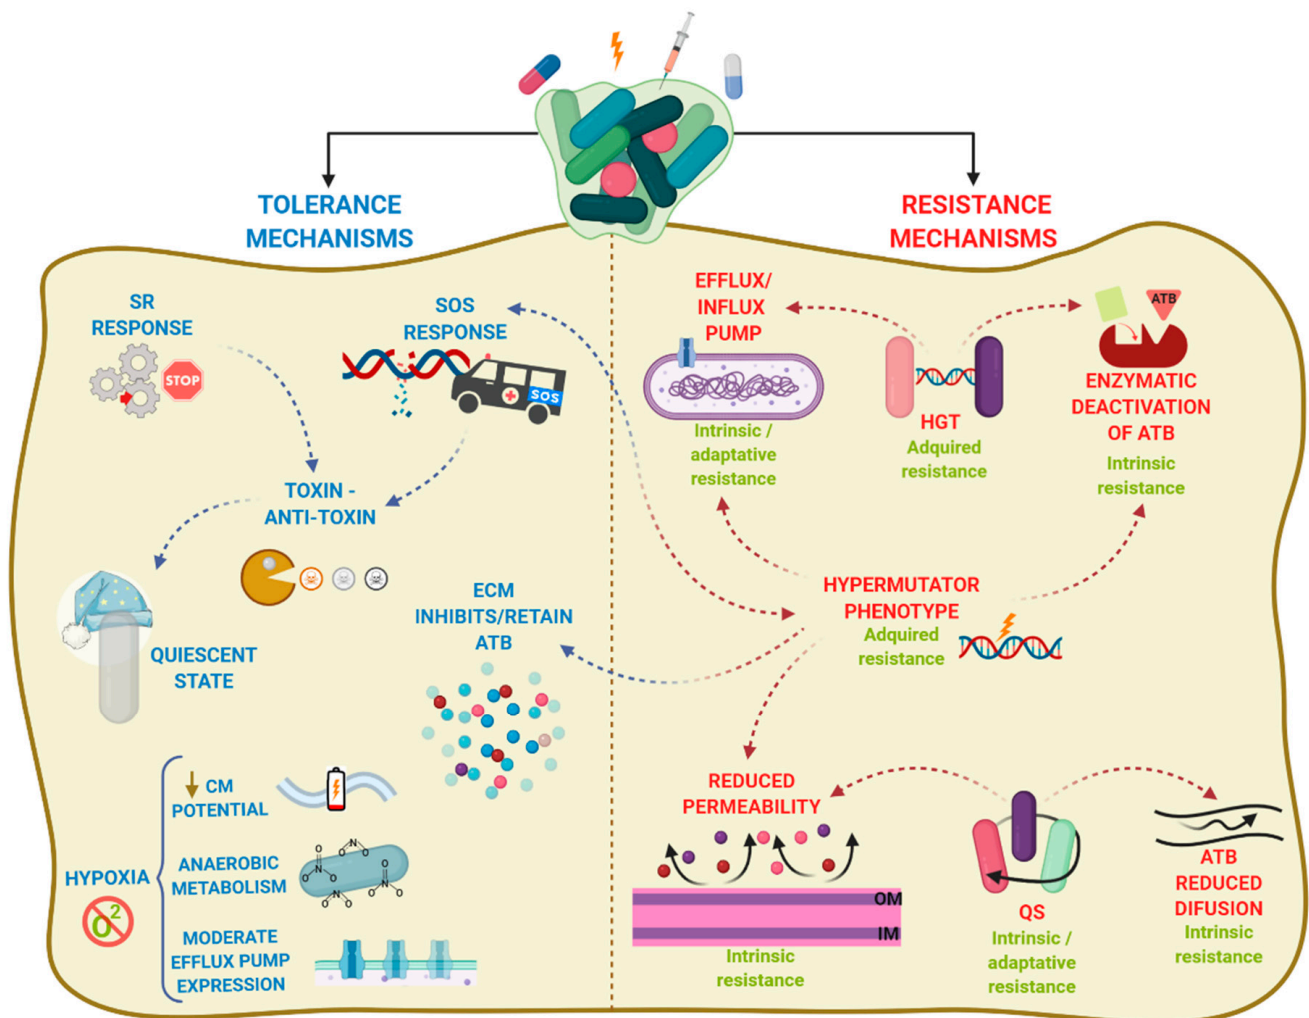 TOLERANCE
MECHANISMS
RESISTANCE
MECHANISMS
SR
RESPONSE
STOP
SOS
RESPONSE
SOS
TOXIN -
ANTI-TOXIN
QUIESCENT
STATE
ECM
INHIBITS/RETAIN
ATB
HYPOXIA
O2
CM
POTENTIAL
ANAEROBIC
METABOLISM
N
O
O
O
N
O
O
N
O
O
N
O
O
O
MODERATE
EFFLUX PUMP
EXPRESSION
EFFLUX/
INFLUX
PUMP
Intrinsic /
adaptative
resistance
HGT
Adquired
resistance
ATB
ENZYMATIC
DEACTIVATION
OF ATB
Intrinsic
resistance
HYPERMUTATOR
PHENOTYPE
Adquired
resistance
REDUCED
PERMEABILITY
OM
IM
Intrinsic
resistance
QS
Intrinsic /
adaptative
resistance
ATB
REDUCED
DIFUSION
Intrinsic
resistance